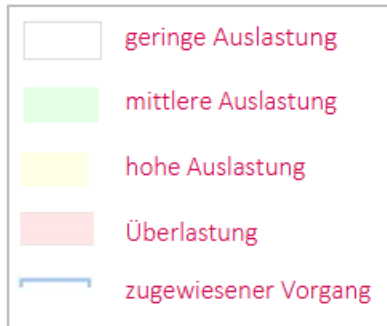 geringe Auslastung
mittlere Auslastung
hohe Auslastung
Überlastung
zugewiesener Vorgang